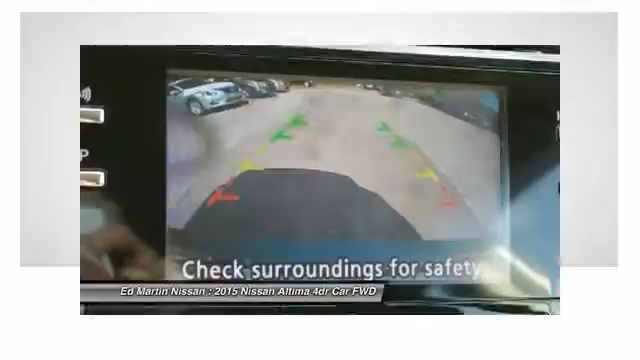 Check surroundings for safety
Ed Martin Nissan : 2015 Nissan Altima 4dr Car FWD